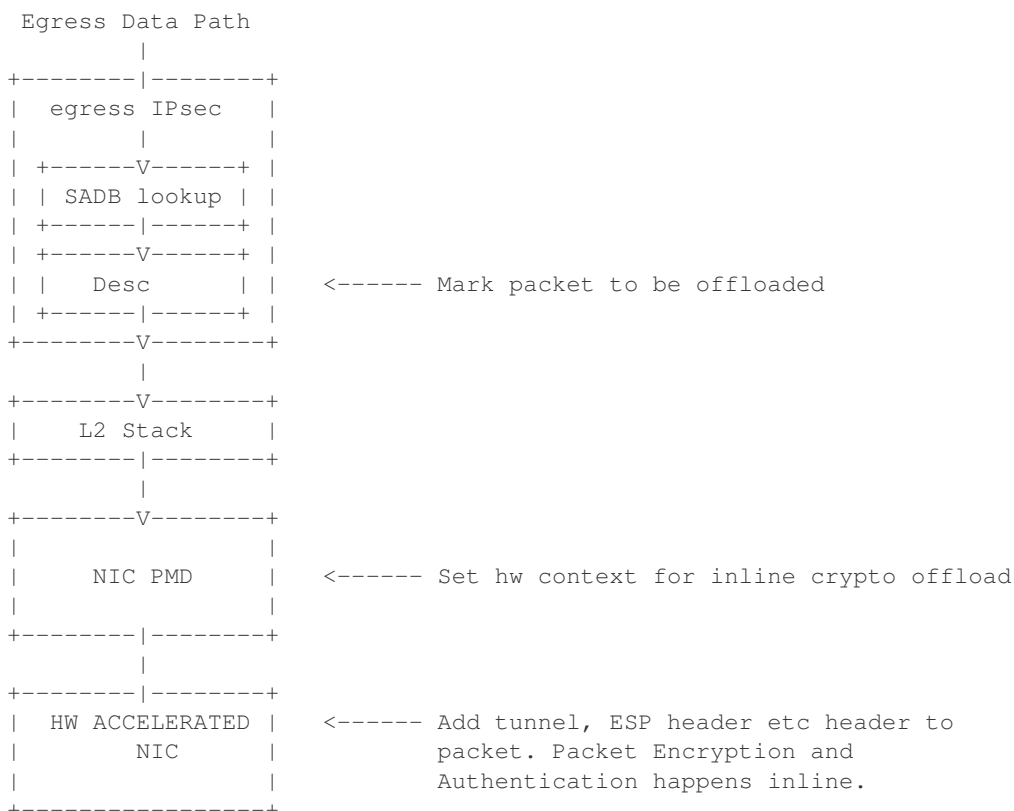 Egress Data Path
|
+--------|--------+
|  egress IPsec   |
|        |        |
| +------V------+ |
| | SADB lookup | |
| +------|------+ |
| +------V------+ |
| |   Desc      | |   <------ Mark packet to be offloaded
| +------|------+ |
+--------V--------+
|
+--------V--------+
|    L2 Stack     |
+--------|--------+
|
+--------V--------+
|                 |
|     NIC PMD     |   <------ Set hw context for inline crypto offload
|                 |
+--------|--------+
|
+--------|--------+
|  HW ACCELERATED |   <------ Add tunnel, ESP header etc header to
|       NIC       |           packet. Packet Encryption and
|                 |           Authentication happens inline.
+-----------------+